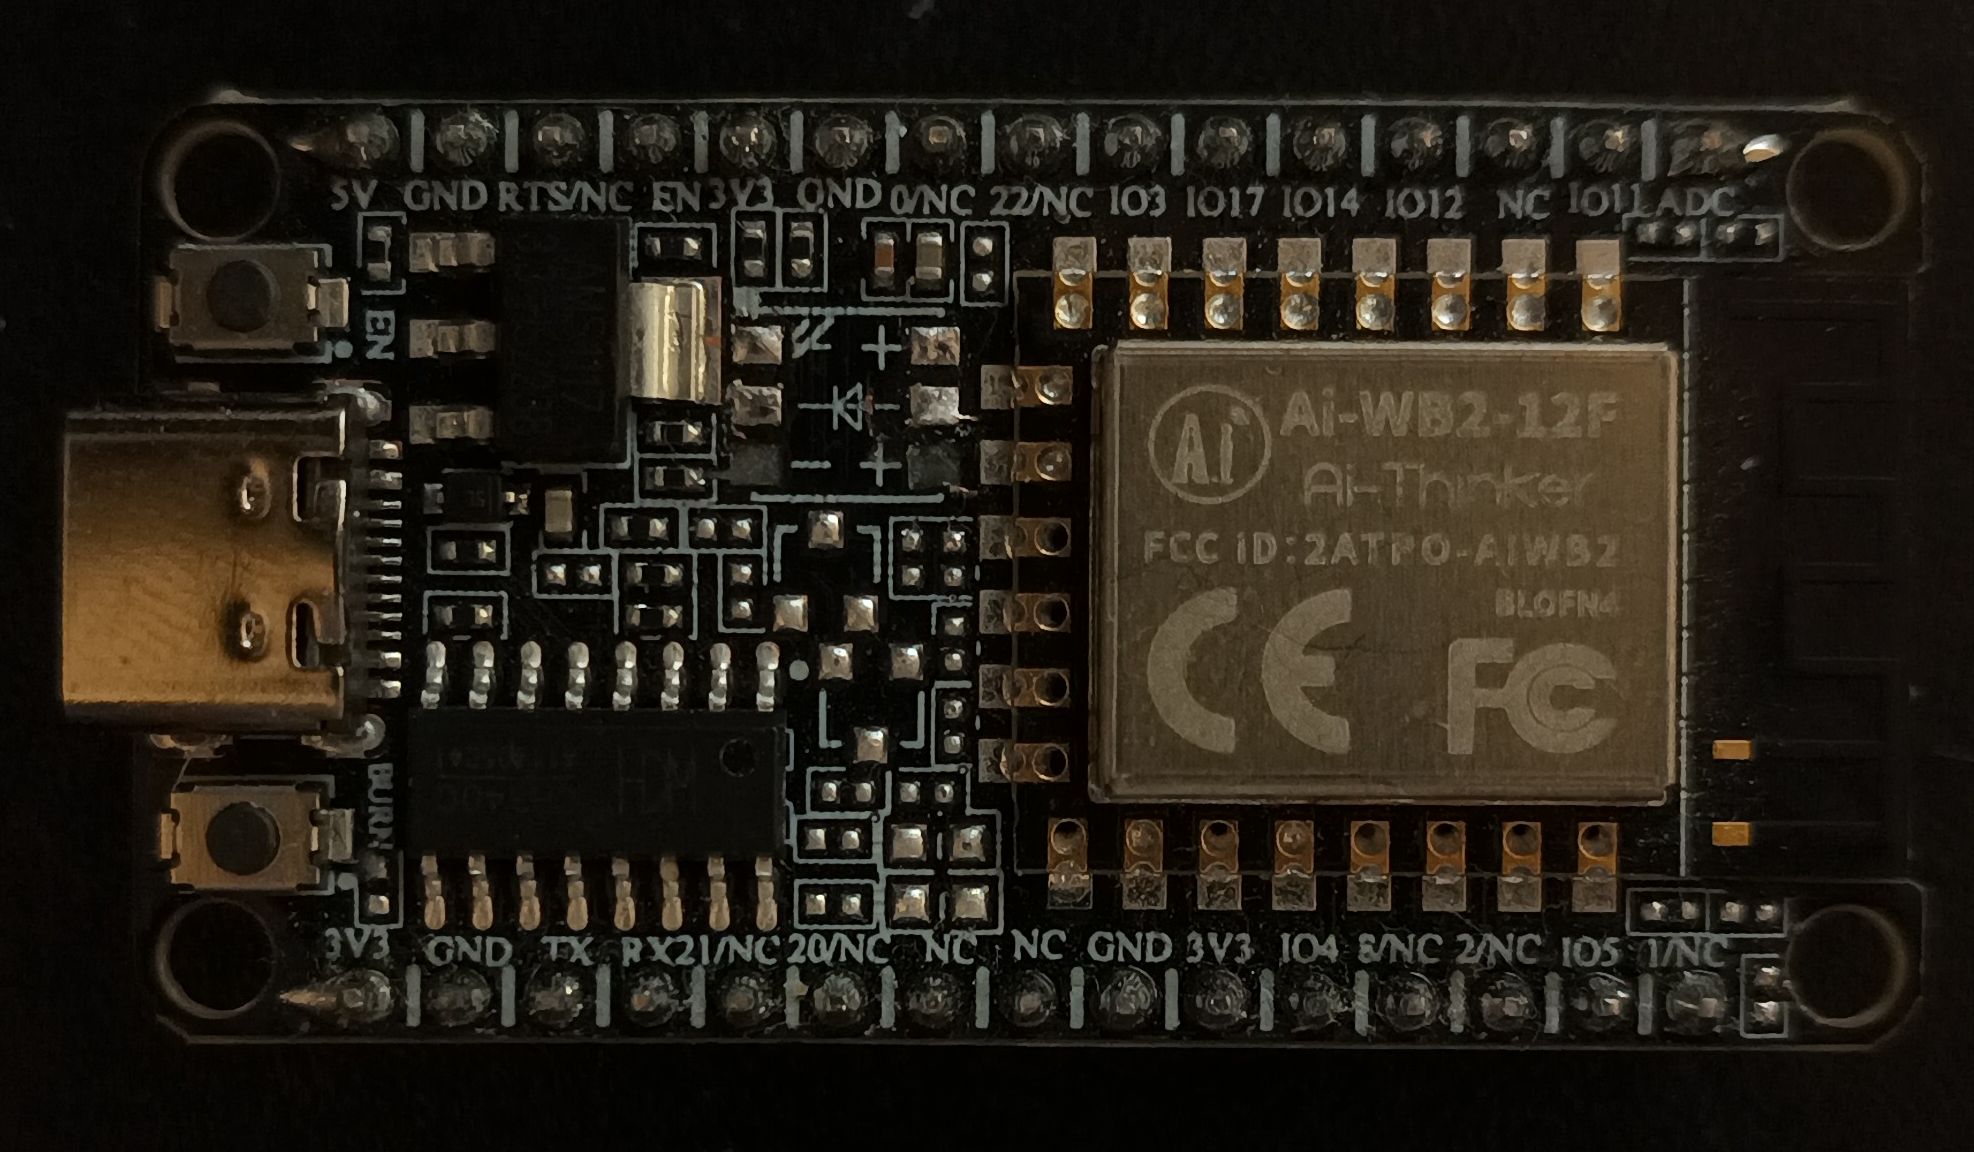 5V GND RTS/NC EN 3V3 GND 0/NC 22/NC IO3 IO17 IO14 IO12 NC IO11 ADC
EN
Ai Ai-WB2-12F
Ai-Thinker
FCC ID:2ATPO-AIWB2
BL0FN4
CE FC
BURN
3V3 GND TX RX 21/NC 20/NC NC NC GND 3V3 IO4 8/NC 2/NC IO5 1/NC